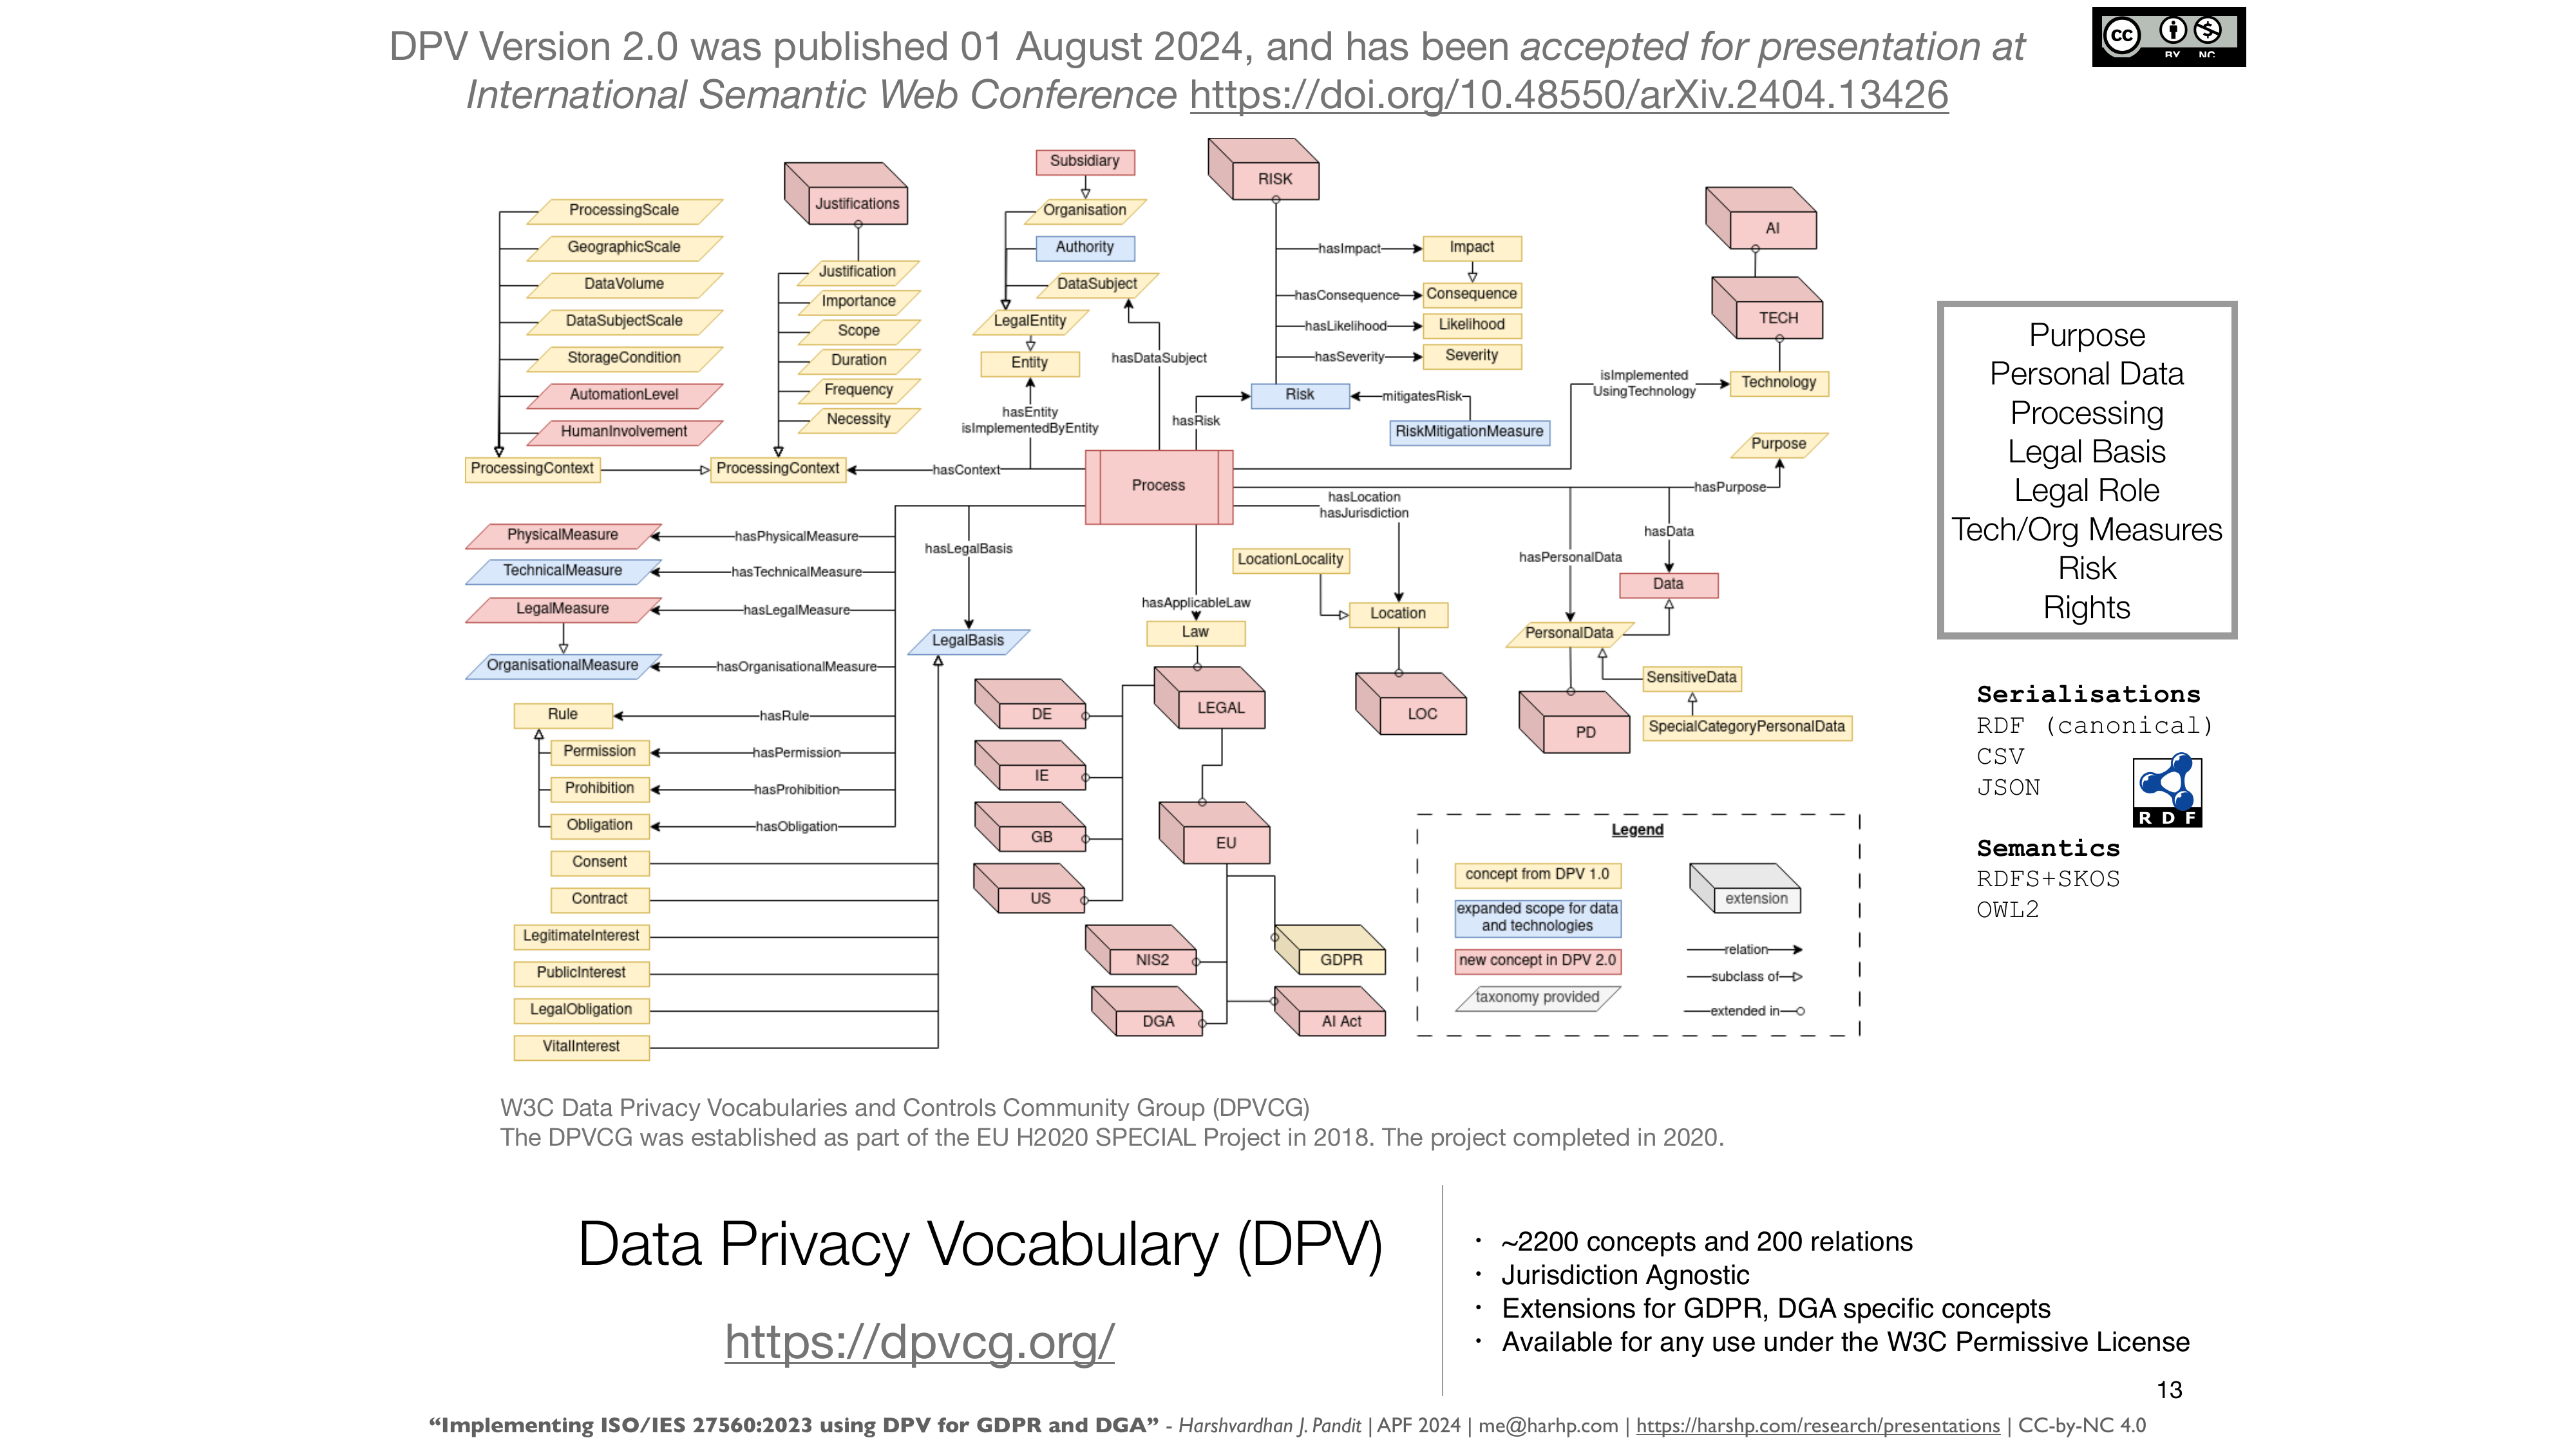 DPV Version 2.0 was published 01 August 2024, and has been accepted for presentation at
International Semantic Web Conference https://doi.org/10.48550/arXiv.2404.13426
cc
BY NC
Subsidiary
RISK
Justifications
Organisation
ProcessingScale
AI
GeographicScale
Authority
hasImpact
Impact
Justification
DataVolume
DataSubject
Importance
hasConsequence
Consequence
DataSubjectScale
LegalEntity
Scope
hasLikelihood
Likelihood
TECH
StorageCondition
Duration
Entity
hasDataSubject
hasSeverity
Severity
AutomationLevel
Frequency
Risk
mitigatesRisk
isImplemented
UsingTechnology
Technology
hasEntity
isImplementedByEntity
hasRisk
Necessity
HumanInvolvement
RiskMitigationMeasure
Purpose
ProcessingContext
ProcessingContext
hasContext
Process
hasPurpose
hasLocation
hasJurisdiction
PhysicalMeasure
hasPhysicalMeasure
hasLegalBasis
hasData
TechnicalMeasure
hasTechnicalMeasure
LocationLocality
hasPersonalData
Data
LegalMeasure
hasLegalMeasure
hasApplicableLaw
Location
LegalBasis
Law
PersonalData
OrganisationalMeasure
hasOrganisationalMeasure
SensitiveData
DE
LEGAL
LOC
PD
SpecialCategoryPersonalData
Rule
hasRule
Permission
hasPermission
IE
Prohibition
hasProhibition
Obligation
hasObligation
GB
EU
Consent
Contract
US
LegitimateInterest
NIS2
GDPR
PublicInterest
LegalObligation
DGA
AI Act
VitalInterest
Legend
concept from DPV 1.0
expanded scope for data
and technologies
new concept in DPV 2.0
taxonomy provided
extension
relation
subclass of
extended in
Purpose
Personal Data
Processing
Legal Basis
Legal Role
Tech/Org Measures
Risk
Rights
Serialisations
RDF (canonical)
CSV
JSON
RDF
Semantics
RDFS+SKOS
OWL2
W3C Data Privacy Vocabularies and Controls Community Group (DPVCG)
The DPVCG was established as part of the EU H2020 SPECIAL Project in 2018. The project completed in 2020.
Data Privacy Vocabulary (DPV)
https://dpvcg.org/
• ~2200 concepts and 200 relations
• Jurisdiction Agnostic
• Extensions for GDPR, DGA specific concepts
• Available for any use under the W3C Permissive License
13
“Implementing ISO/IES 27560:2023 using DPV for GDPR and DGA” - Harshvardhan J. Pandit | APF 2024 | me@harhp.com | https://harshp.com/research/presentations | CC-by-NC 4.0